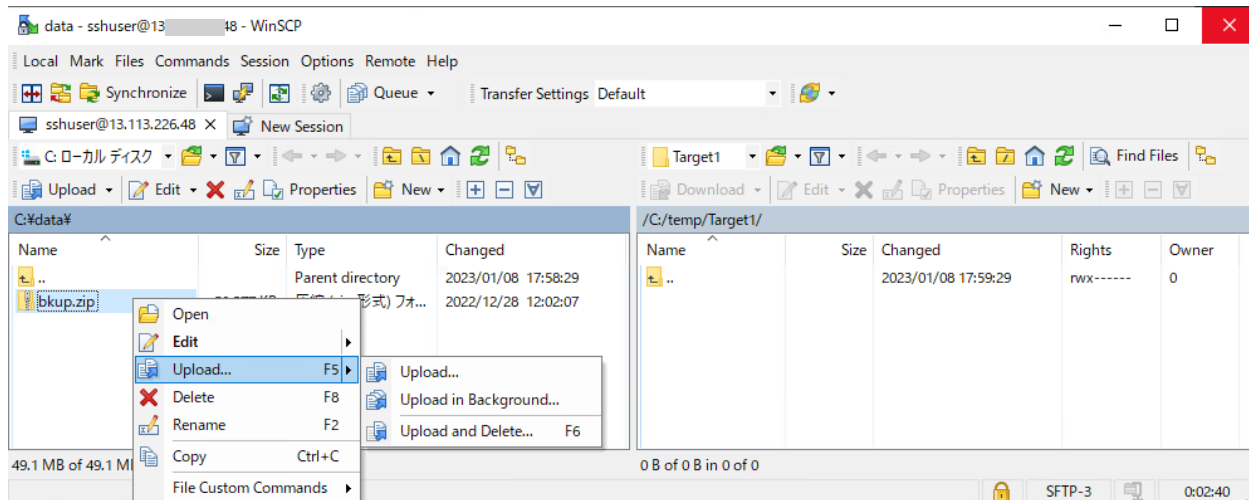 data - sshuser@13 48 - WinSCP
Local Mark Files Commands Session Options Remote Help
Synchronize Queue Transfer Settings Default
sshuser@13.113.226.48 X New Session
C: ローカル ディスク Target1 Find Files
Upload Edit Properties New Download Edit Properties New
C:¥data¥ /C:/temp/Target1/
Name Size Type Changed Name Size Changed Rights Owner
.. Parent directory 2023/01/08 17:58:29 .. 2023/01/08 17:59:29 rwx------ 0
bkup.zip 形式) フォ... 2022/12/28 12:02:07
Open
Edit
Upload... F5 Upload...
Delete F8 Upload in Background...
Rename F2 Upload and Delete... F6
Copy Ctrl+C
File Custom Commands
49.1 MB of 49.1 0 B of 0 B in 0 of 0
SFTP-3 0:02:40